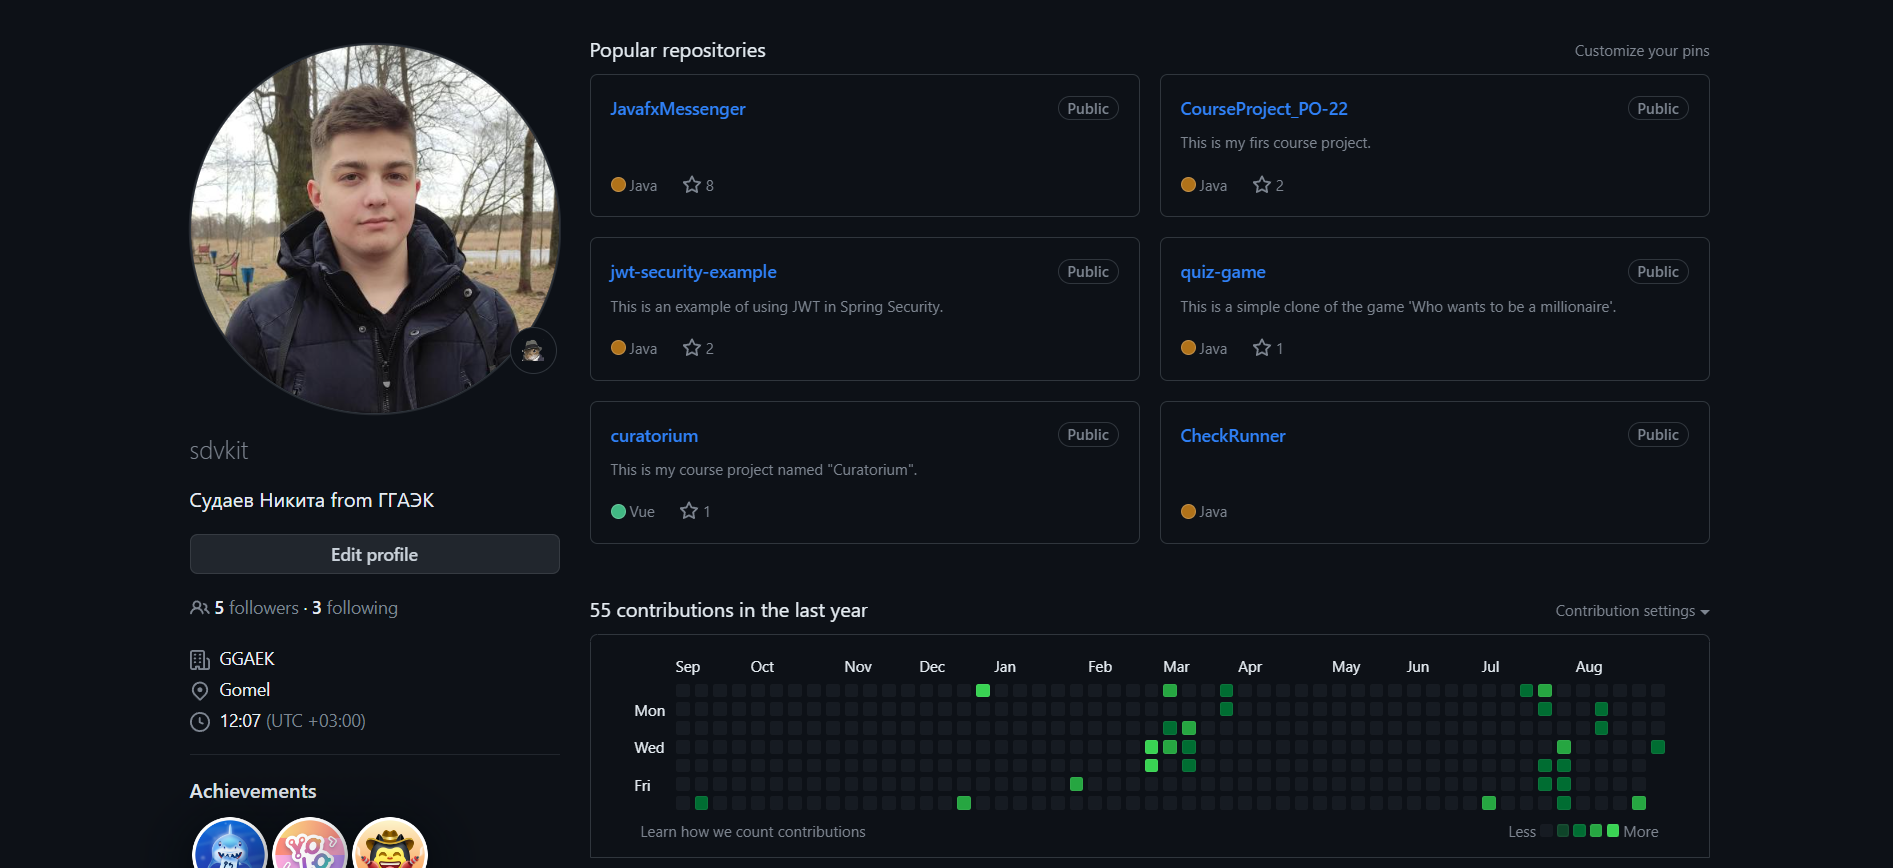 sdvkit
Судаев Никита from ГГАЭК
Edit profile
5 followers · 3 following
GGAEK
Gomel
12:07 (UTC +03:00)
Achievements
Popular repositories
Customize your pins
JavafxMessenger
Public
Java
8
CourseProject_PO-22
Public
This is my firs course project.
Java
2
jwt-security-example
Public
This is an example of using JWT in Spring Security.
Java
2
quiz-game
Public
This is a simple clone of the game 'Who wants to be a millionaire'.
Java
1
curatorium
Public
This is my course project named "Curatorium".
Vue
1
CheckRunner
Public
Java
55 contributions in the last year
Contribution settings
Sep Oct Nov Dec Jan Feb Mar Apr May Jun Jul Aug
Mon
Wed
Fri
Learn how we count contributions
Less
More